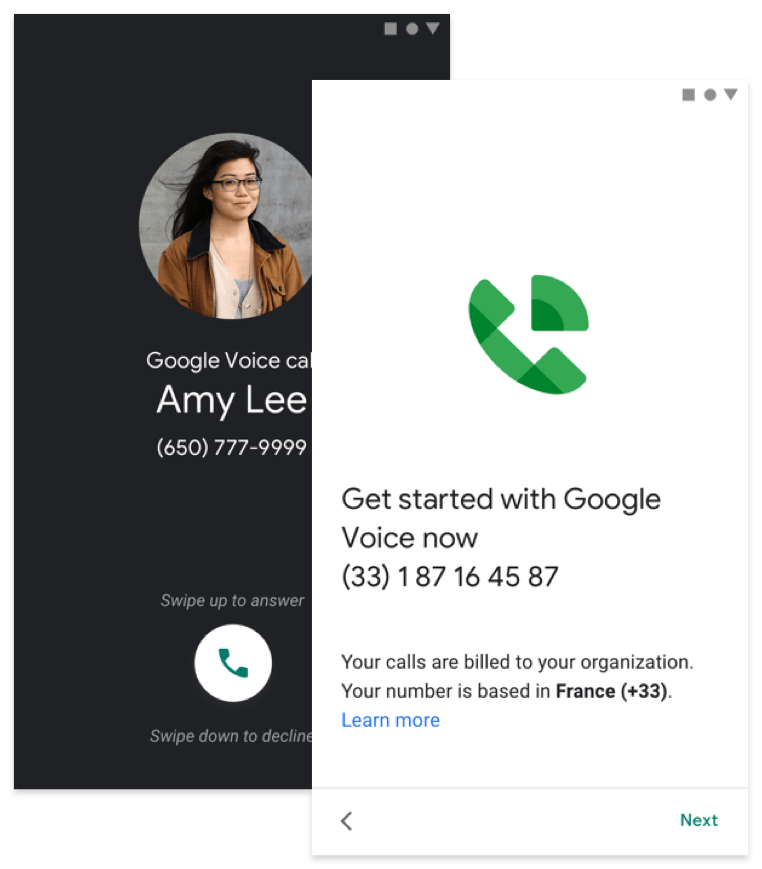 Google Voice cal
Amy Lee
(650) 777-9999
Swipe up to answer
Swipe down to decline
Get started with Google
Voice now
(33) 1 87 16 45 87
Your calls are billed to your organization.
Your number is based in France (+33).
Learn more
Next